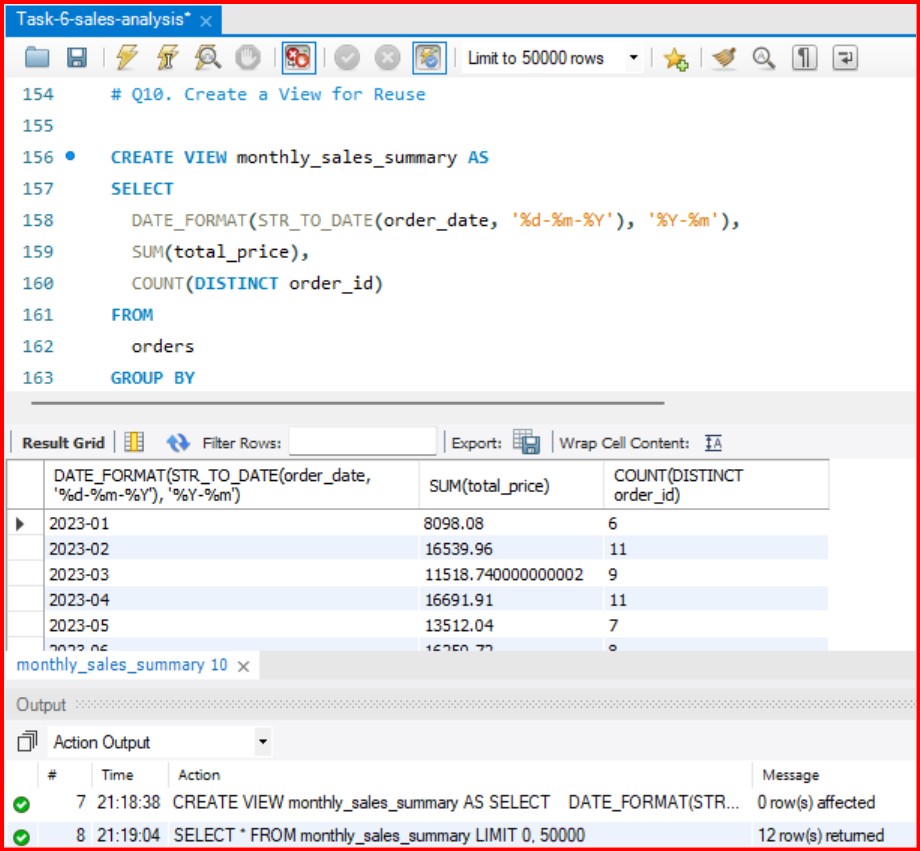 Task-6-sales-analysis*
Limit to 50000 rows
154 # Q10. Create a View for Reuse
155
156 CREATE VIEW monthly_sales_summary AS
157 SELECT
158 DATE_FORMAT(STR_TO_DATE(order_date, '%d-%m-%Y'), '%Y-%m'),
159 SUM(total_price),
160 COUNT(DISTINCT order_id)
161 FROM
162 orders
163 GROUP BY
Result Grid Filter Rows: Export: Wrap Cell Content: IA
DATE_FORMAT(STR_TO_DATE(order_date, '%d-%m-%Y'), '%Y-%m') SUM(total_price) COUNT(DISTINCT order_id)
2023-01 8098.08 6
2023-02 16539.96 11
2023-03 11518.740000000002 9
2023-04 16691.91 11
2023-05 13512.04 7
2023-06
monthly_sales_summary 10
Output
Action Output
# Time Action Message
7 21:18:38 CREATE VIEW monthly_sales_summary AS SELECT DATE_FORMAT(STR... 0 row(s) affected
8 21:19:04 SELECT * FROM monthly_sales_summary LIMIT 0, 50000 12 row(s) returned